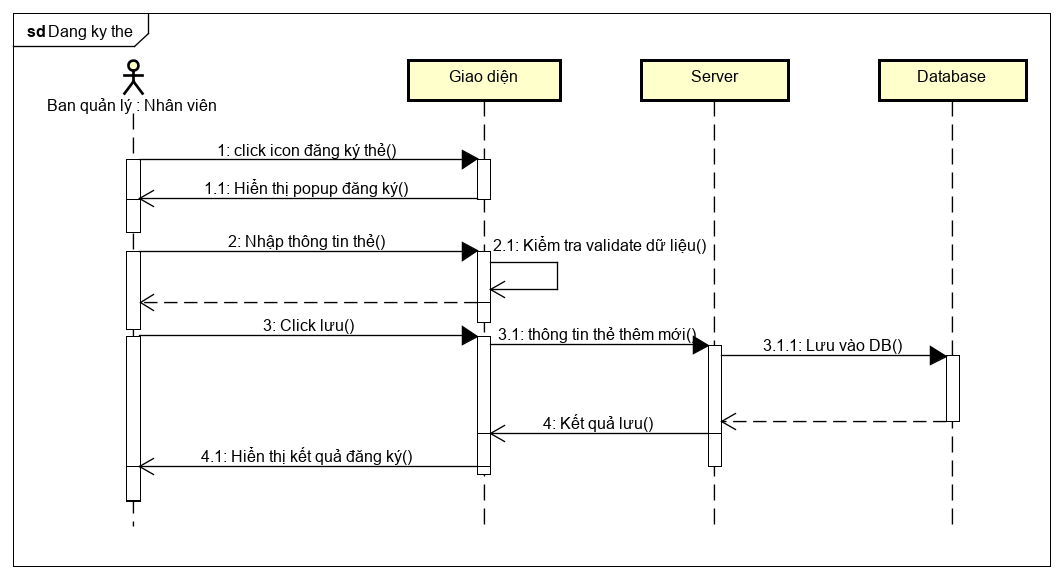 sd Dang ky the
Giao diện
Server
Database
Ban quản lý : Nhân viên
1: click icon đăng ký thẻ()
1.1: Hiển thị popup đăng ký()
2: Nhập thông tin thẻ()
2.1: Kiểm tra validate dữ liệu()
3: Click lưu()
3.1: thông tin thẻ thêm mới()
3.1.1: Lưu vào DB()
4: Kết quả lưu()
4.1: Hiển thị kết quả đăng ký()